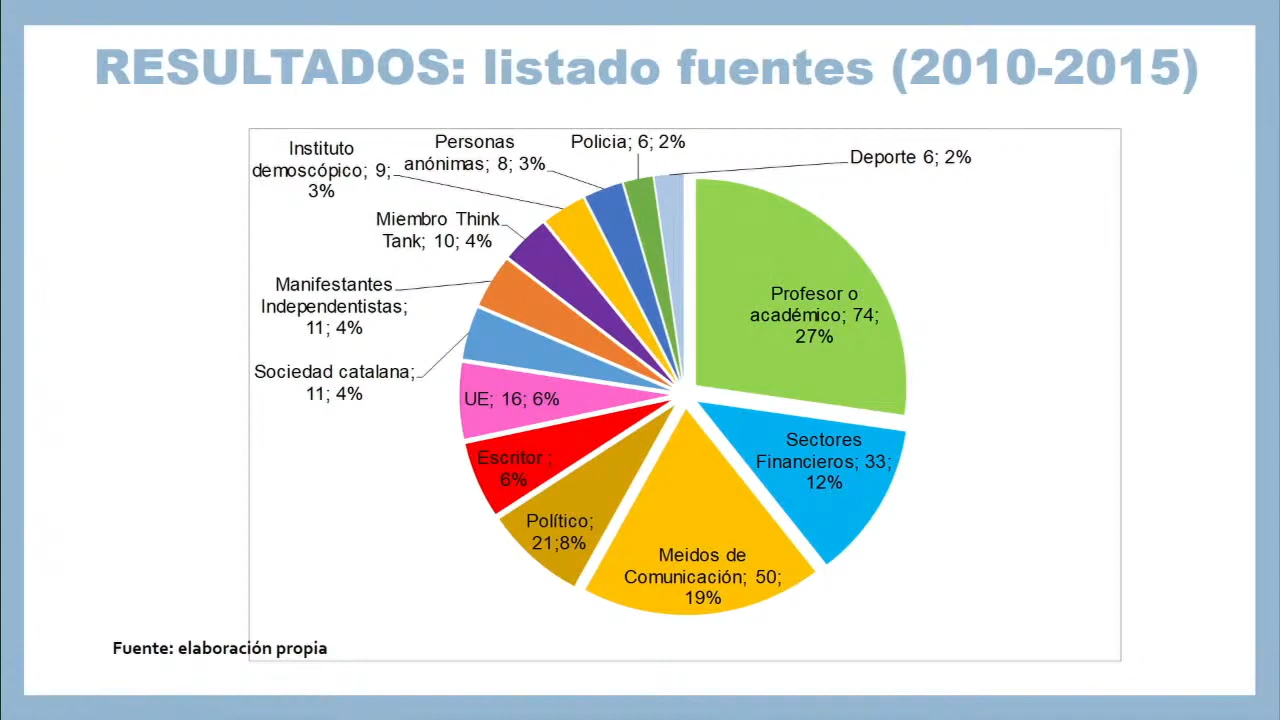 RESULTADOS: listado fuentes (2010-2015)
Instituto
demoscópico; 9;
3%
Personas
anónimas; 8; 3%
Policia; 6; 2%
Deporte 6; 2%
Miembro Think
Tank; 10; 4%
Manifestantes
Independentistas;
11; 4%
Sociedad catalana;
11; 4%
UE; 16; 6%
Escritor ;
6%
Político;
21;8%
Meidos de
Comunicación; 50;
19%
Sectores
Financieros; 33;
12%
Profesor o
académico; 74;
27%
Fuente: elaboración propia